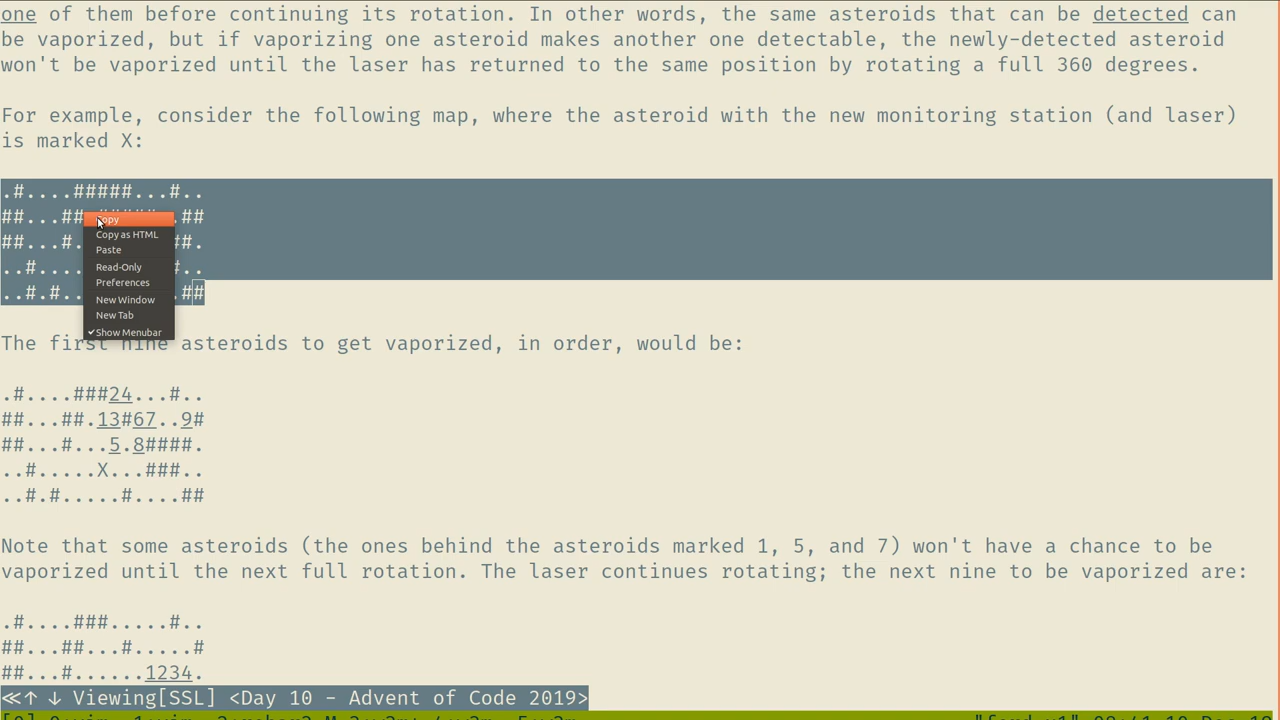 one of them before continuing its rotation. In other words, the same asteroids that can be detected can
be vaporized, but if vaporizing one asteroid makes another one detectable, the newly-detected asteroid
won't be vaporized until the laser has returned to the same position by rotating a full 360 degrees.
For example, consider the following map, where the asteroid with the new monitoring station (and laser)
is marked X:
.#....#####...#..
##...## .##
##...#. ##.
..#.... #..
..#.#.. .##
Copy
Copy as HTML
Paste
Read-Only
Preferences
New Window
New Tab
✔Show Menubar
The first nine asteroids to get vaporized, in order, would be:
.#....###24...#..
##...##.13#67..9#
##...#...5.8####.
..#.....X...###..
..#.#.....#....##
Note that some asteroids (the ones behind the asteroids marked 1, 5, and 7) won't have a chance to be
vaporized until the next full rotation. The laser continues rotating; the next nine to be vaporized are:
.#....###.....#..
##...##...#.....#
##...#......1234.
≪↑ ↓ Viewing[SSL] <Day 10 - Advent of Code 2019>